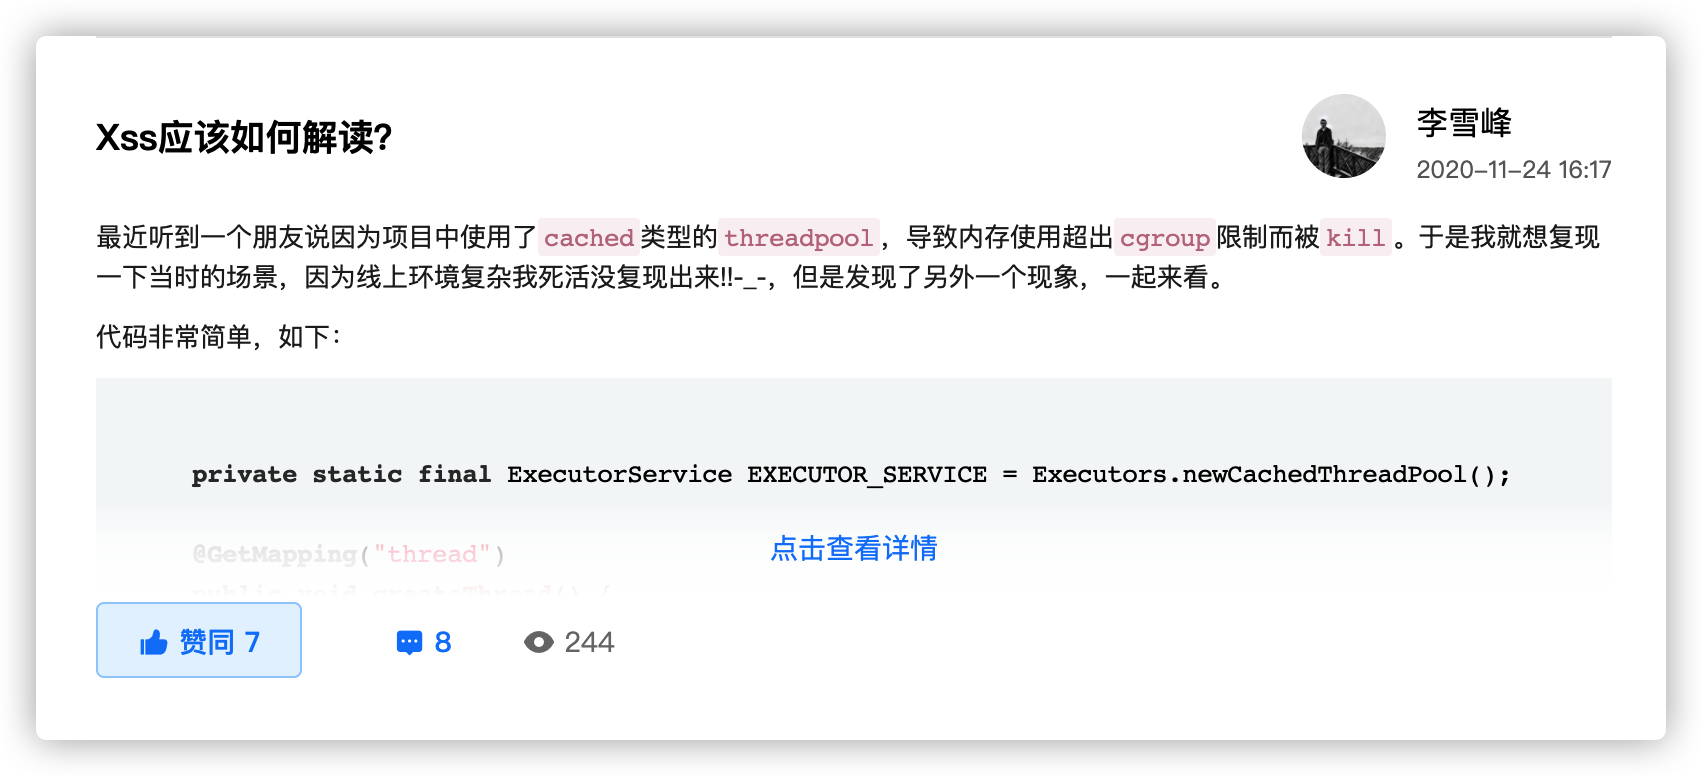 Xss应该如何解读?
李雪峰
2020-11-24 16:17
最近听到一个朋友说因为项目中使用了cached类型的threadpool，导致内存使用超出cgroup限制而被kill。于是我就想复现
一下当时的场景，因为线上环境复杂我死活没复现出来!!-_-，但是发现了另外一个现象，一起来看。
代码非常简单，如下：
private static final ExecutorService EXECUTOR_SERVICE = Executors.newCachedThreadPool();
@GetMapping("thread")
点击查看详情
public void createThread() {
赞同 7
8
244